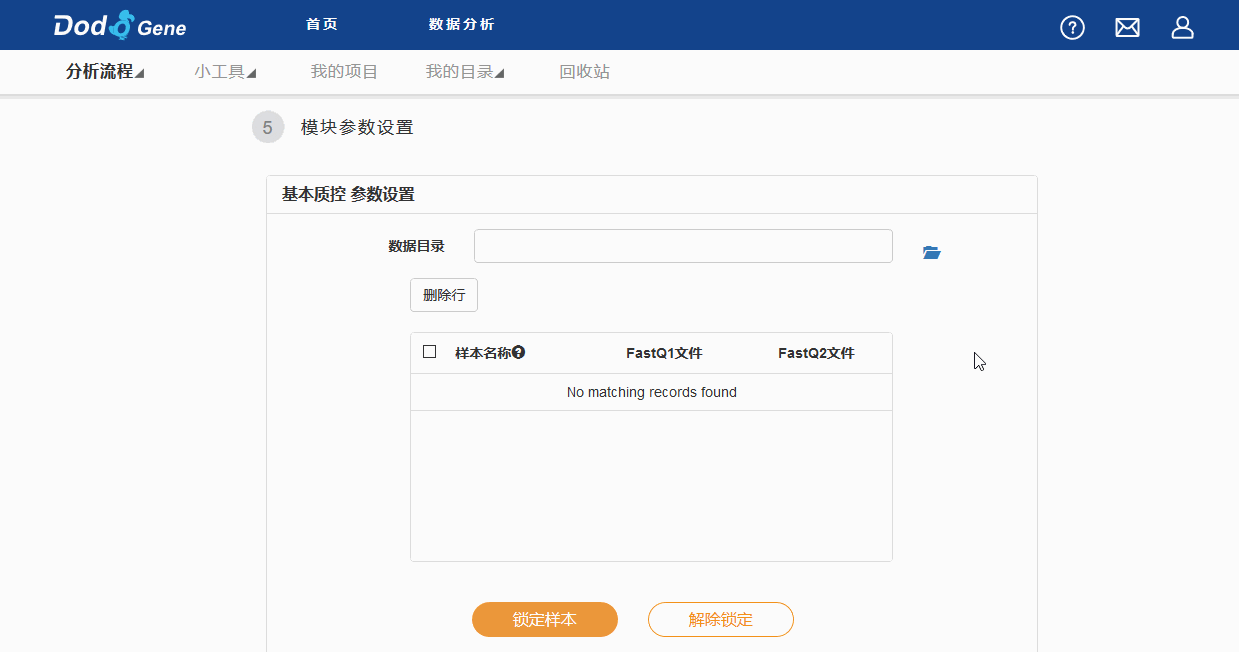 Dodo Gene 首页 数据分析
分析流程 小工具 我的项目 我的目录 回收站
5 模块参数设置
基本质控 参数设置
数据目录
删除行
样本名称 FastQ1文件 FastQ2文件
No matching records found
锁定样本 解除锁定